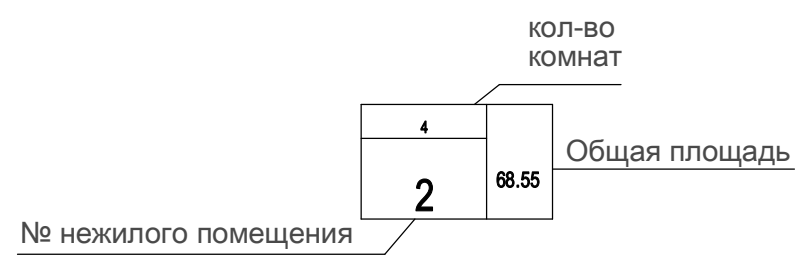 кол-во
комнат
4
Общая площадь
68.55
2
№ нежилого помещения